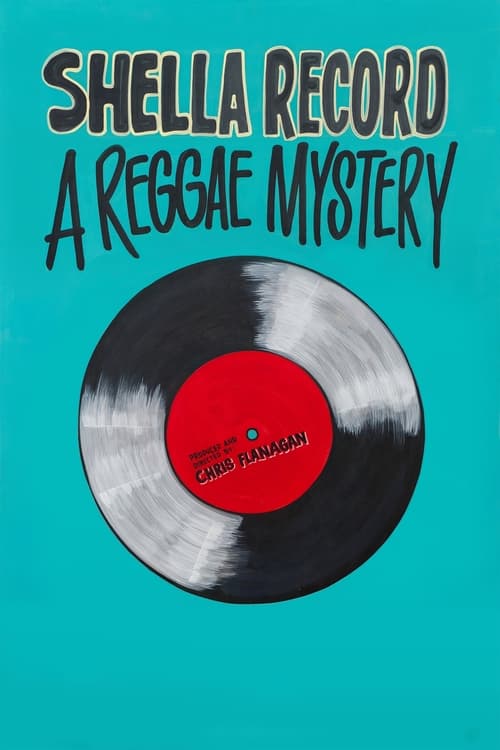 SHELLA RECORD
A REGGAE MYSTERY
PRODUCED AND
DIRECTED BY:
CHRIS FLANAGAN